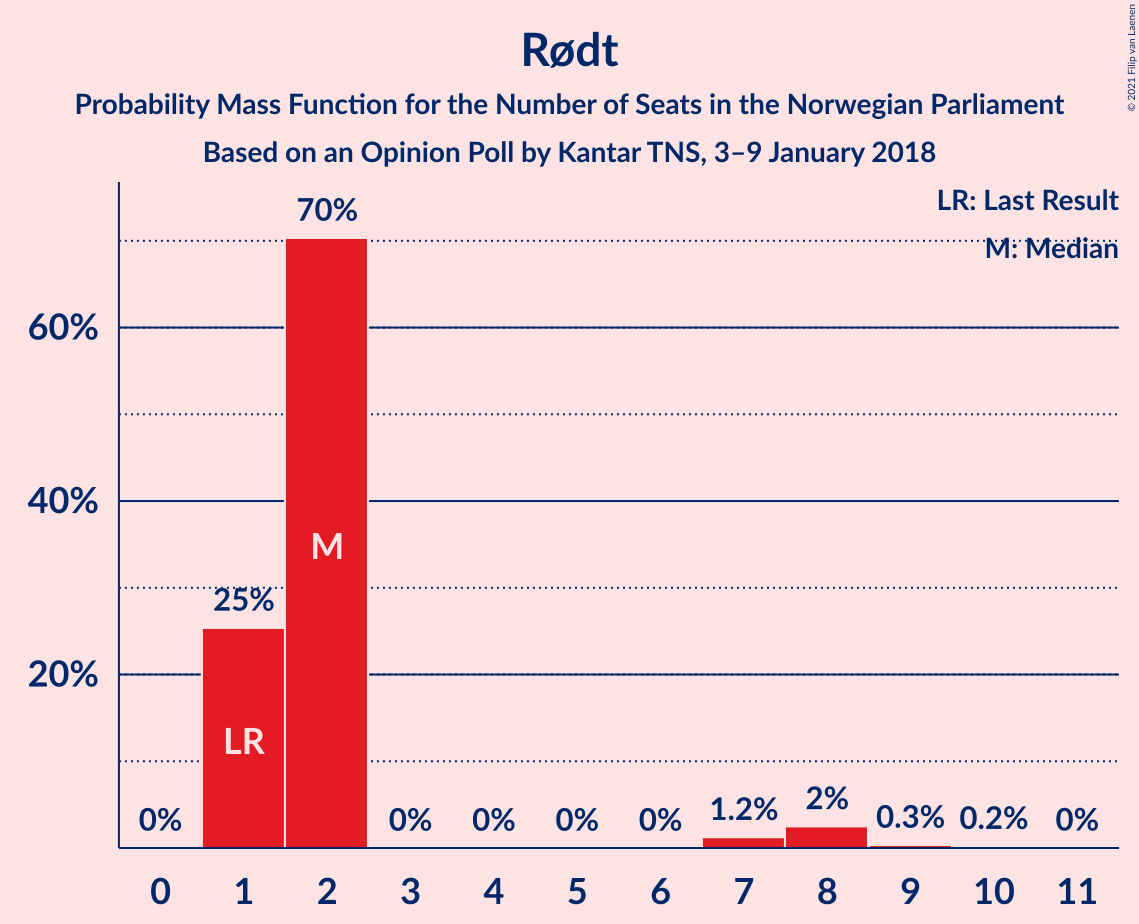 Rødt
Probability Mass Function for the Number of Seats in the Norwegian Parliament
Based on an Opinion Poll by Kantar TNS, 3–9 January 2018
© 2021 Filip van Laenen
LR: Last Result
M: Median
70%
60%
40%
M
25%
20%
LR
0%
0%
0%
0%
0%
1.2%
2%
0.3%
0.2%
0%
0 1 2 3 4 5 6 7 8 9 10 11